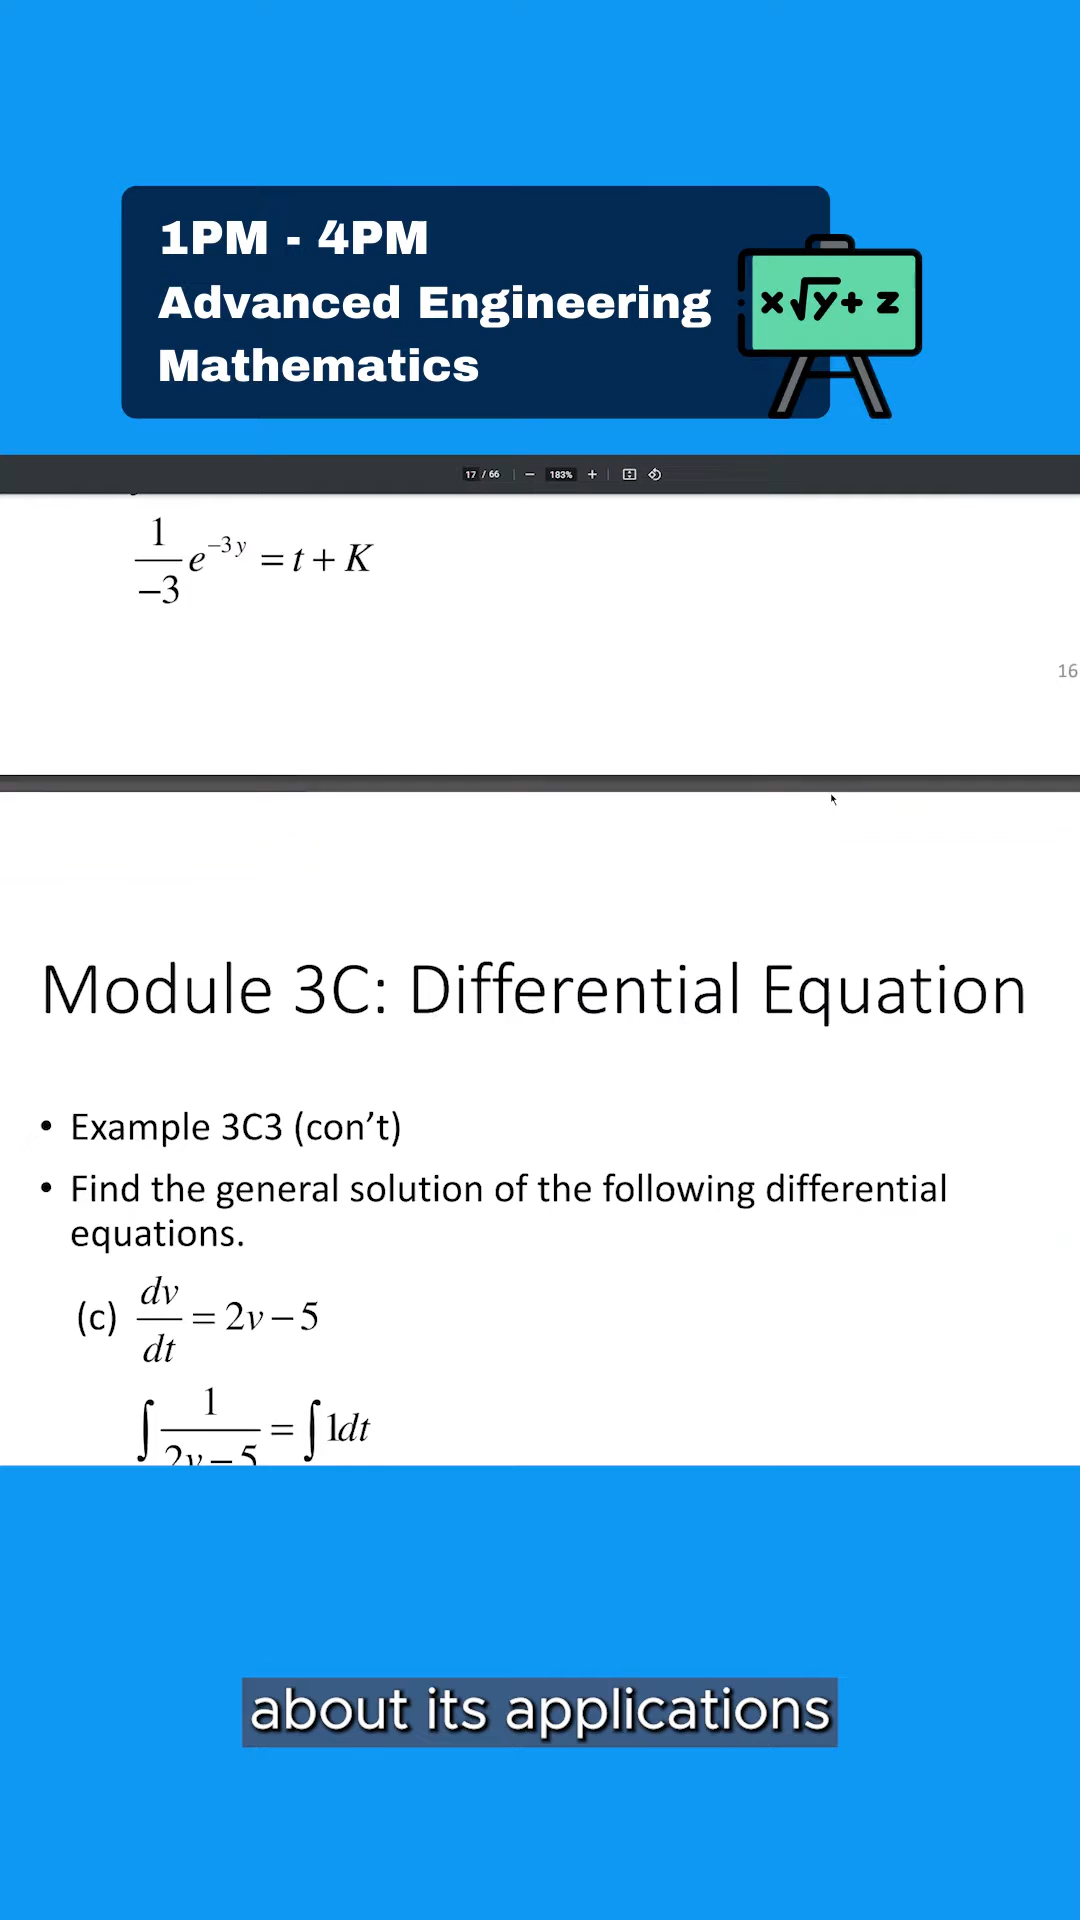 1PM - 4PM
Advanced Engineering
Mathematics
x√y+ z
17 / 66 | − 183% + |
1/−3 e^−3y = t + K
16
Module 3C: Differential Equation
• Example 3C3 (con’t)
• Find the general solution of the following differential
equations.
(c) dv/dt = 2v − 5
∫ 1/2v − 5 = ∫ 1dt
about its applications